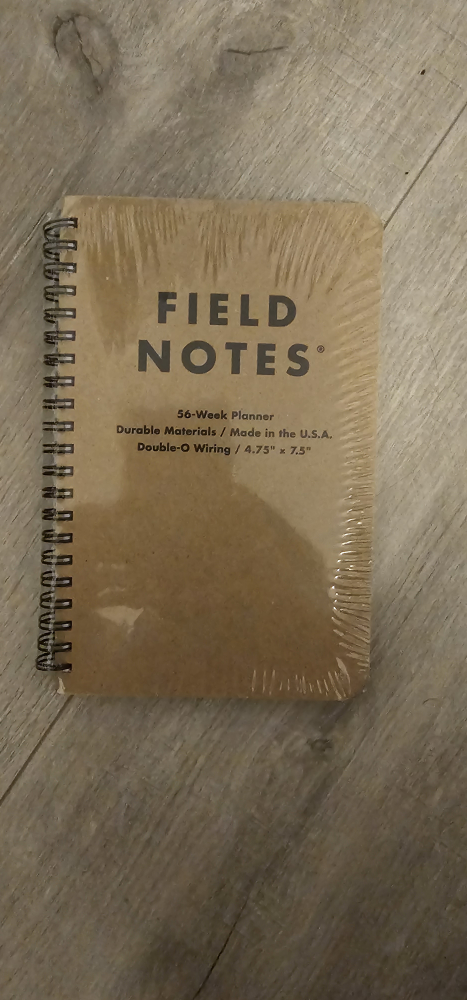 FIELD
NOTES®
56-Week Planner
Durable Materials / Made in the U.S.A.
Double-O Wiring / 4.75" x 7.5"